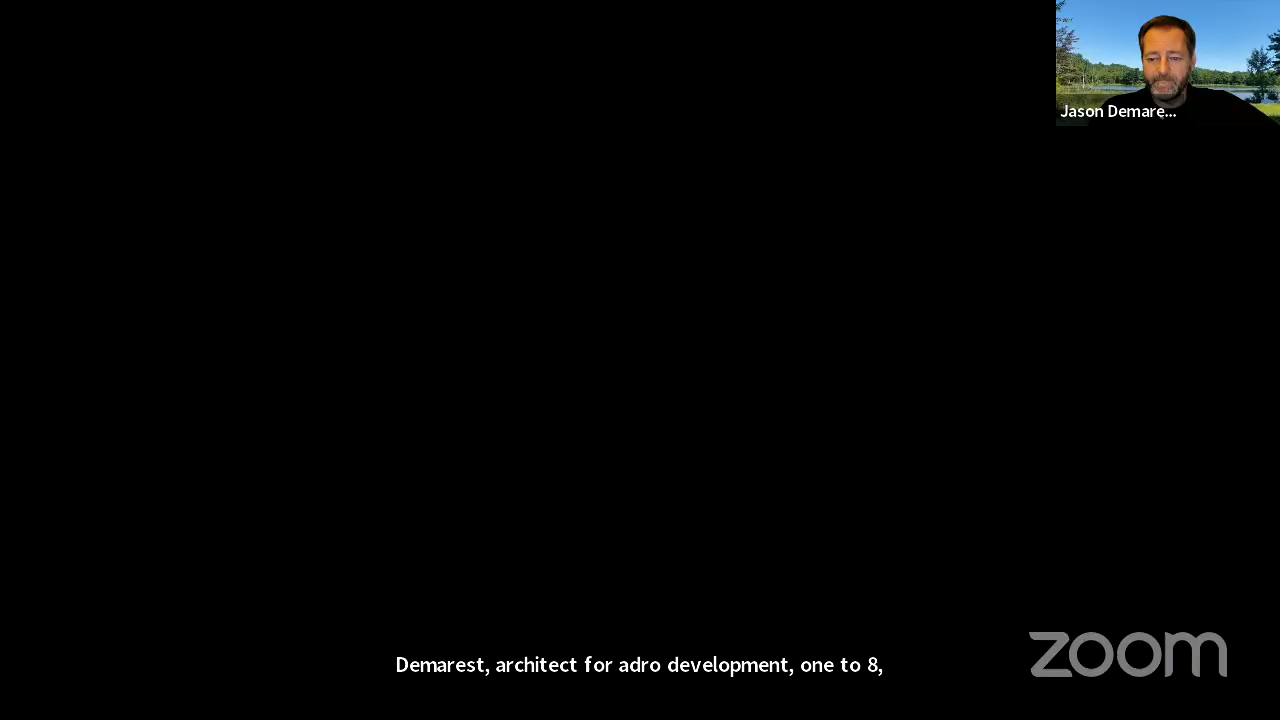 Jason Demare...
Demarest, architect for adro development, one to 8,
zoom